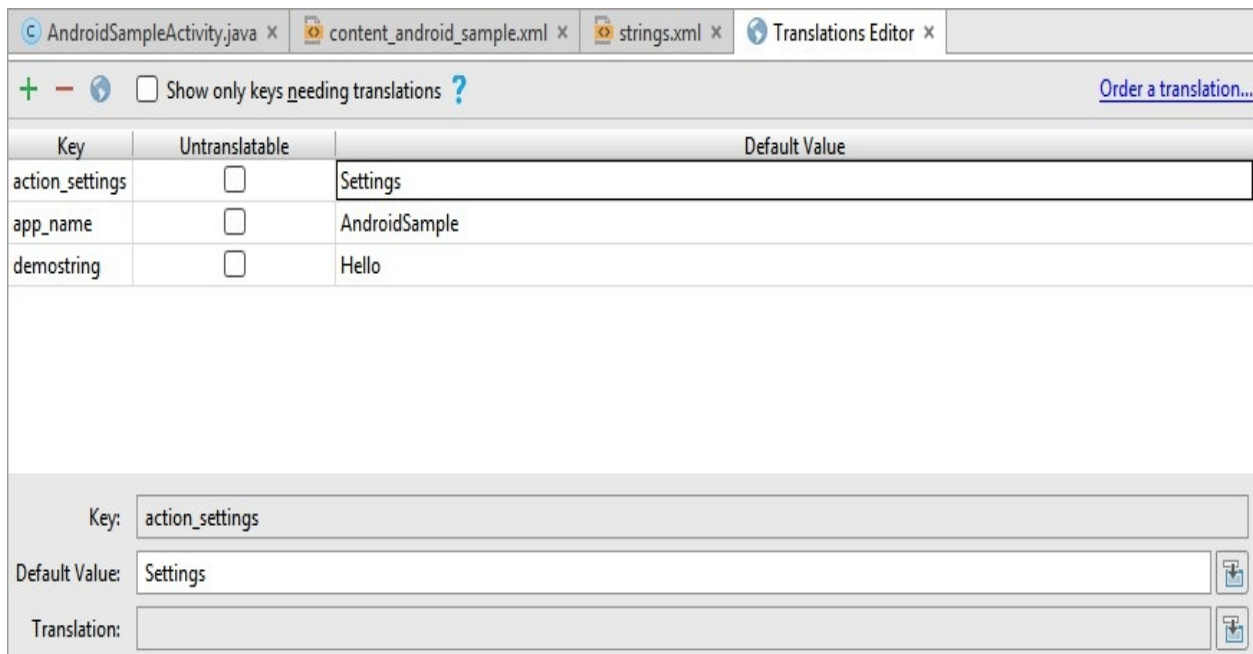 AndroidSampleActivity.java × content_android_sample.xml × strings.xml × Translations Editor ×
Show only keys needing translations ? Order a translation...
Key Untranslatable Default Value
action_settings Settings
app_name AndroidSample
demostring Hello
Key: action_settings
Default Value: Settings
Translation: